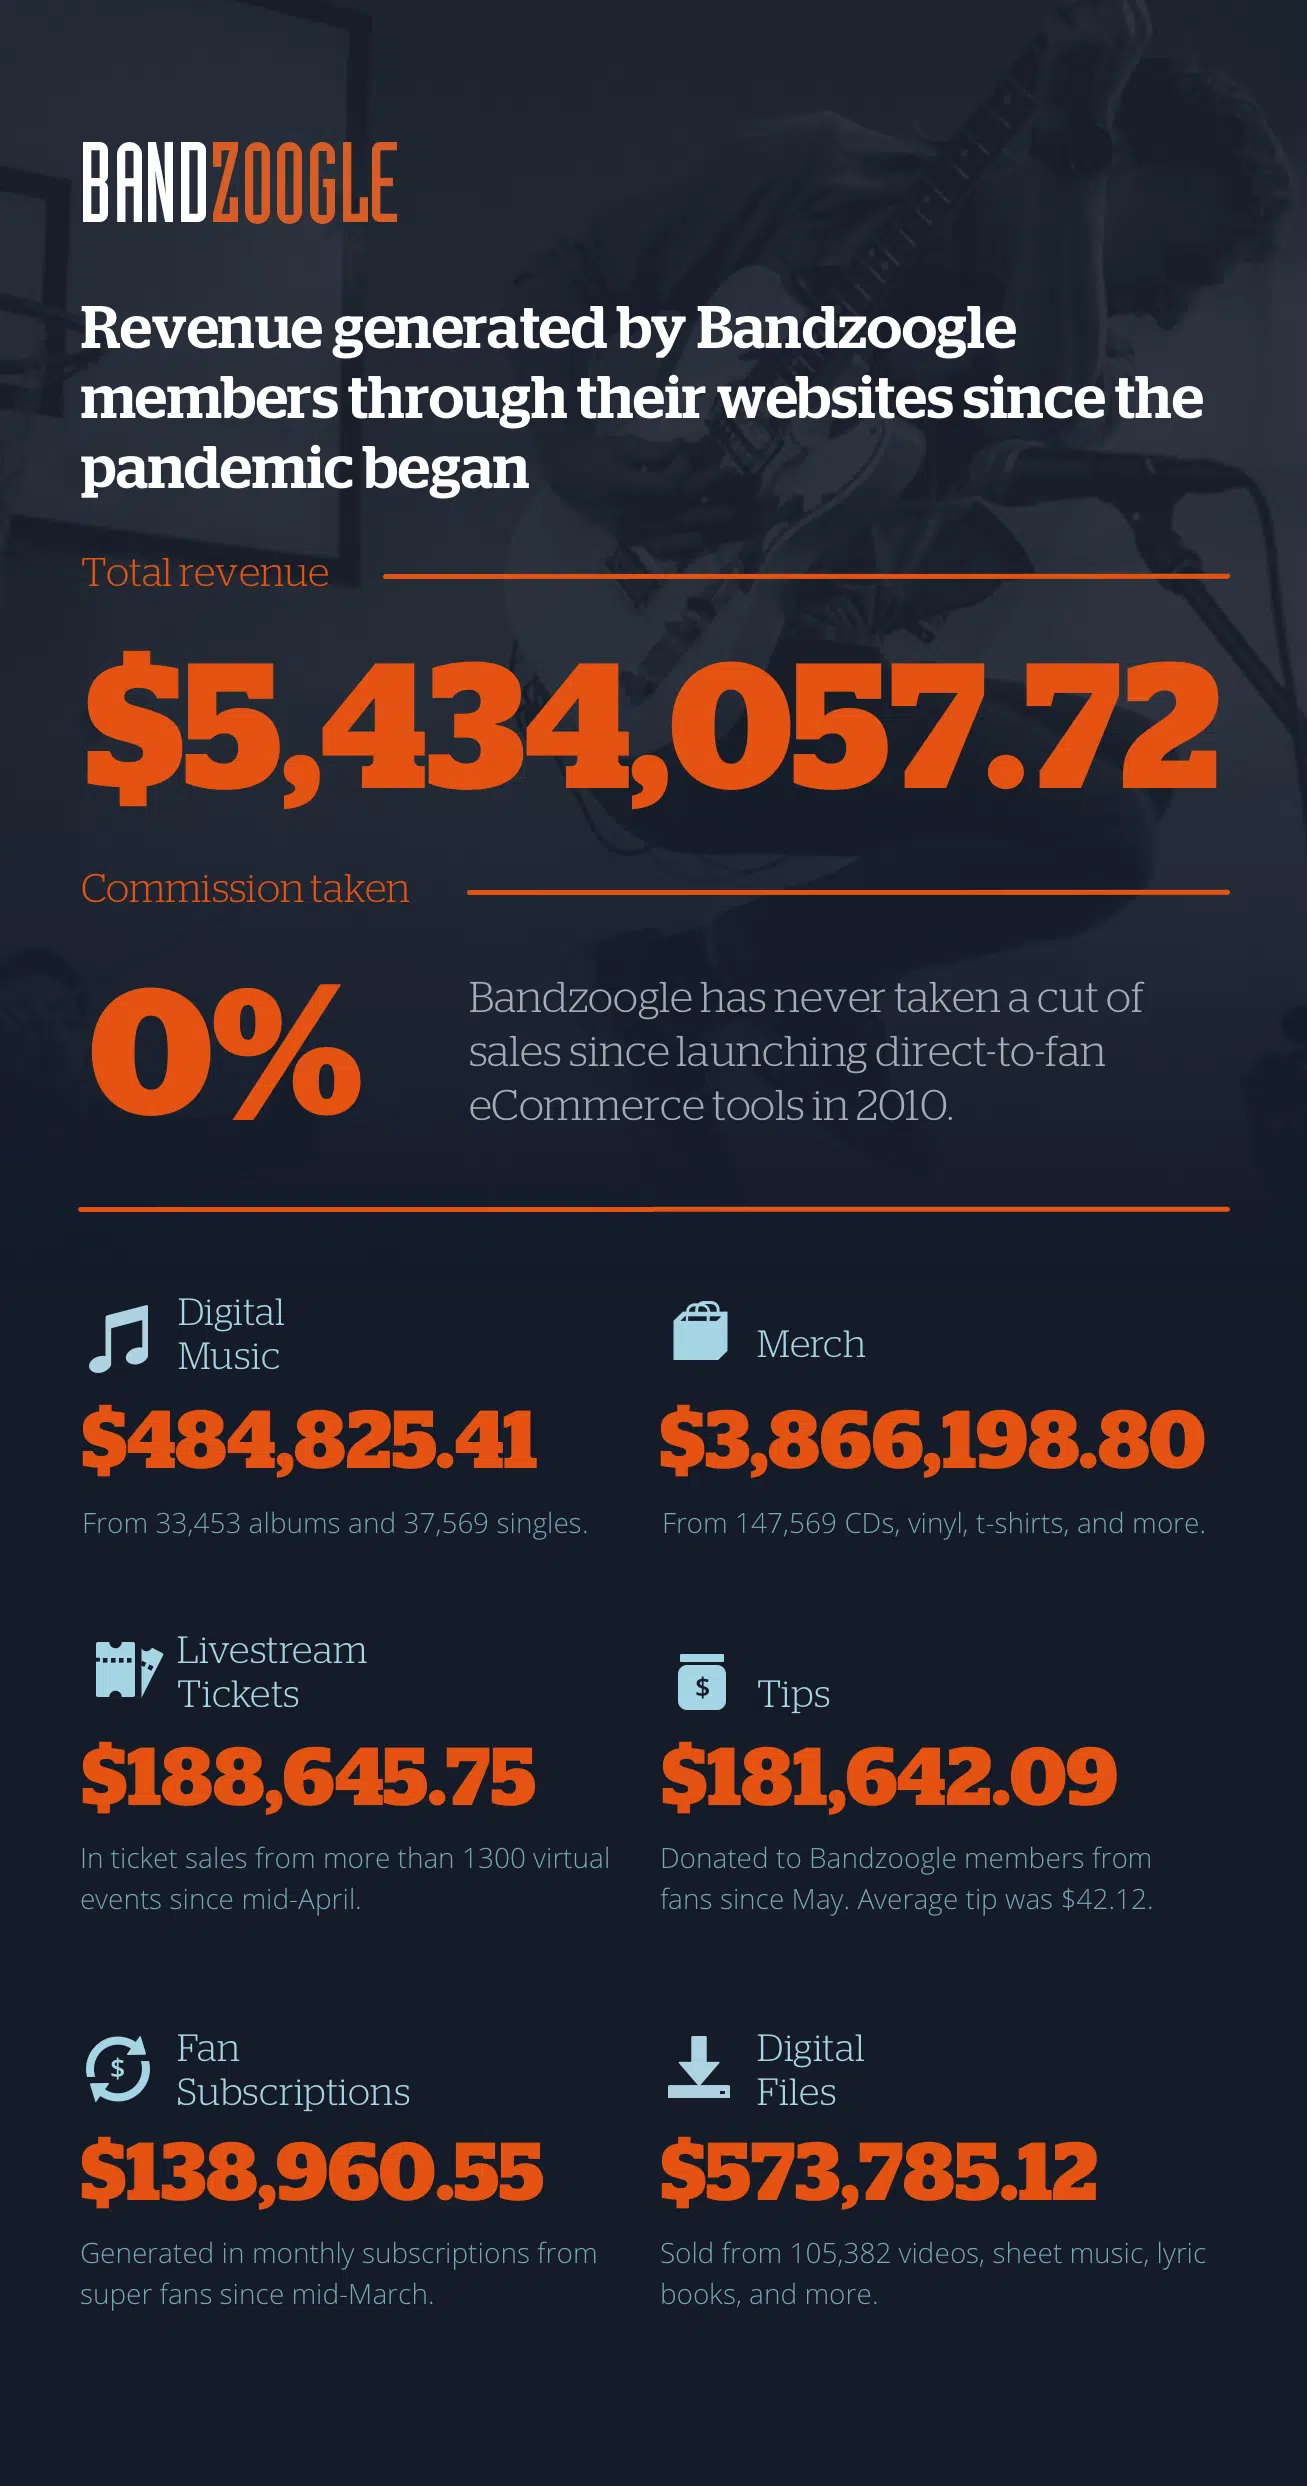 BANDZOOGLE
Revenue generated by Bandzoogle
members through their websites since the
pandemic began
Total revenue
$5,434,057.72
Commission taken
0%
Bandzoogle has never taken a cut of
sales since launching direct-to-fan
eCommerce tools in 2010.
Digital
Music
$484,825.41
From 33,453 albums and 37,569 singles.
Merch
$3,866,198.80
From 147,569 CDs, vinyl, t-shirts, and more.
Livestream
Tickets
$188,645.75
In ticket sales from more than 1300 virtual
events since mid-April.
$
Tips
$181,642.09
Donated to Bandzoogle members from
fans since May. Average tip was $42.12.
$
Fan
Subscriptions
$138,960.55
Generated in monthly subscriptions from
super fans since mid-March.
Digital
Files
$573,785.12
Sold from 105,382 videos, sheet music, lyric
books, and more.